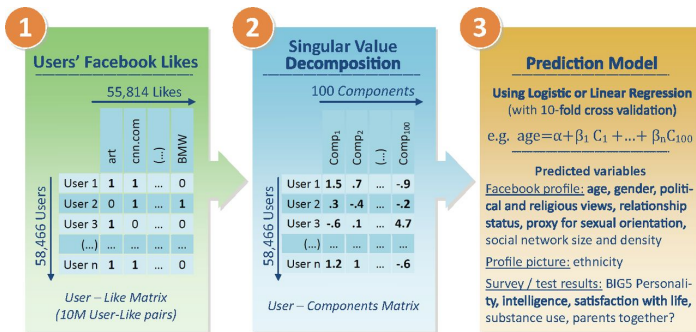 1
Users' Facebook Likes
55,814 Likes
art cnn.com (...) BMW
58,466 Users
User 1 1 1 ... 0
User 2 0 1 ... 1
User 3 1 0 ... 0
(...) ... ... ... ...
User n 1 1 ... 0
User – Like Matrix
(10M User-Like pairs)
2
Singular Value
Decomposition
100 Components
Comp1 Comp2 (...) Comp100
58,466 Users
User 1 1.5 .7 ... -.9
User 2 .3 -.4 ... -.2
User 3 -.6 .1 ... 4.7
(...) ... ... ... ...
User n 1.2 1 ... -.6
User – Components Matrix
3
Prediction Model
Using Logistic or Linear Regression
(with 10-fold cross validation)
e.g. age=α+β1 C1 +...+ βnC100
Predicted variables
Facebook profile: age, gender, politi-
cal and religious views, relationship
status, proxy for sexual orientation,
social network size and density
Profile picture: ethnicity
Survey / test results: BIG5 Personali-
ty, intelligence, satisfaction with life,
substance use, parents together?